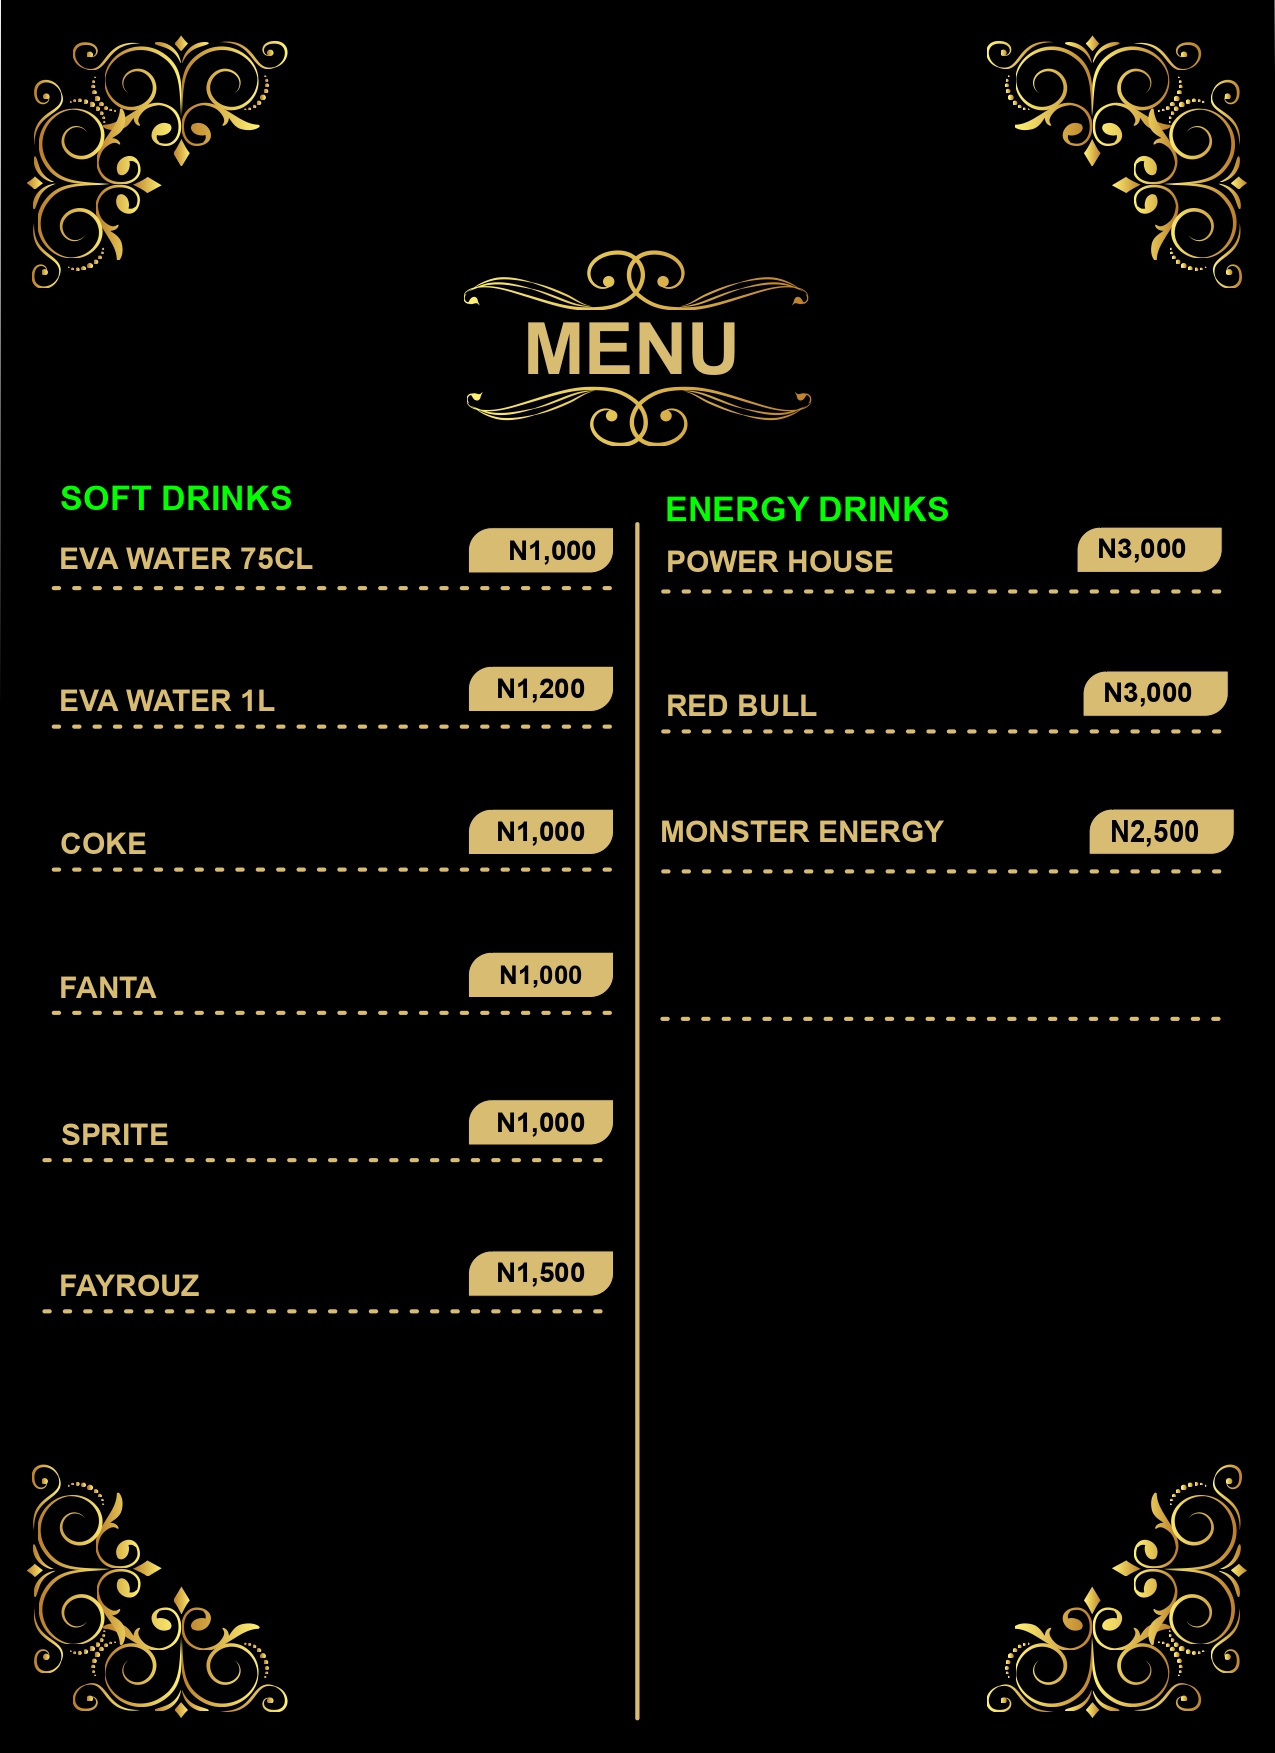 MENU
SOFT DRINKS
EVA WATER 75CL N1,000
EVA WATER 1L N1,200
COKE N1,000
FANTA N1,000
SPRITE N1,000
FAYROUZ N1,500
ENERGY DRINKS
POWER HOUSE N3,000
RED BULL N3,000
MONSTER ENERGY N2,500